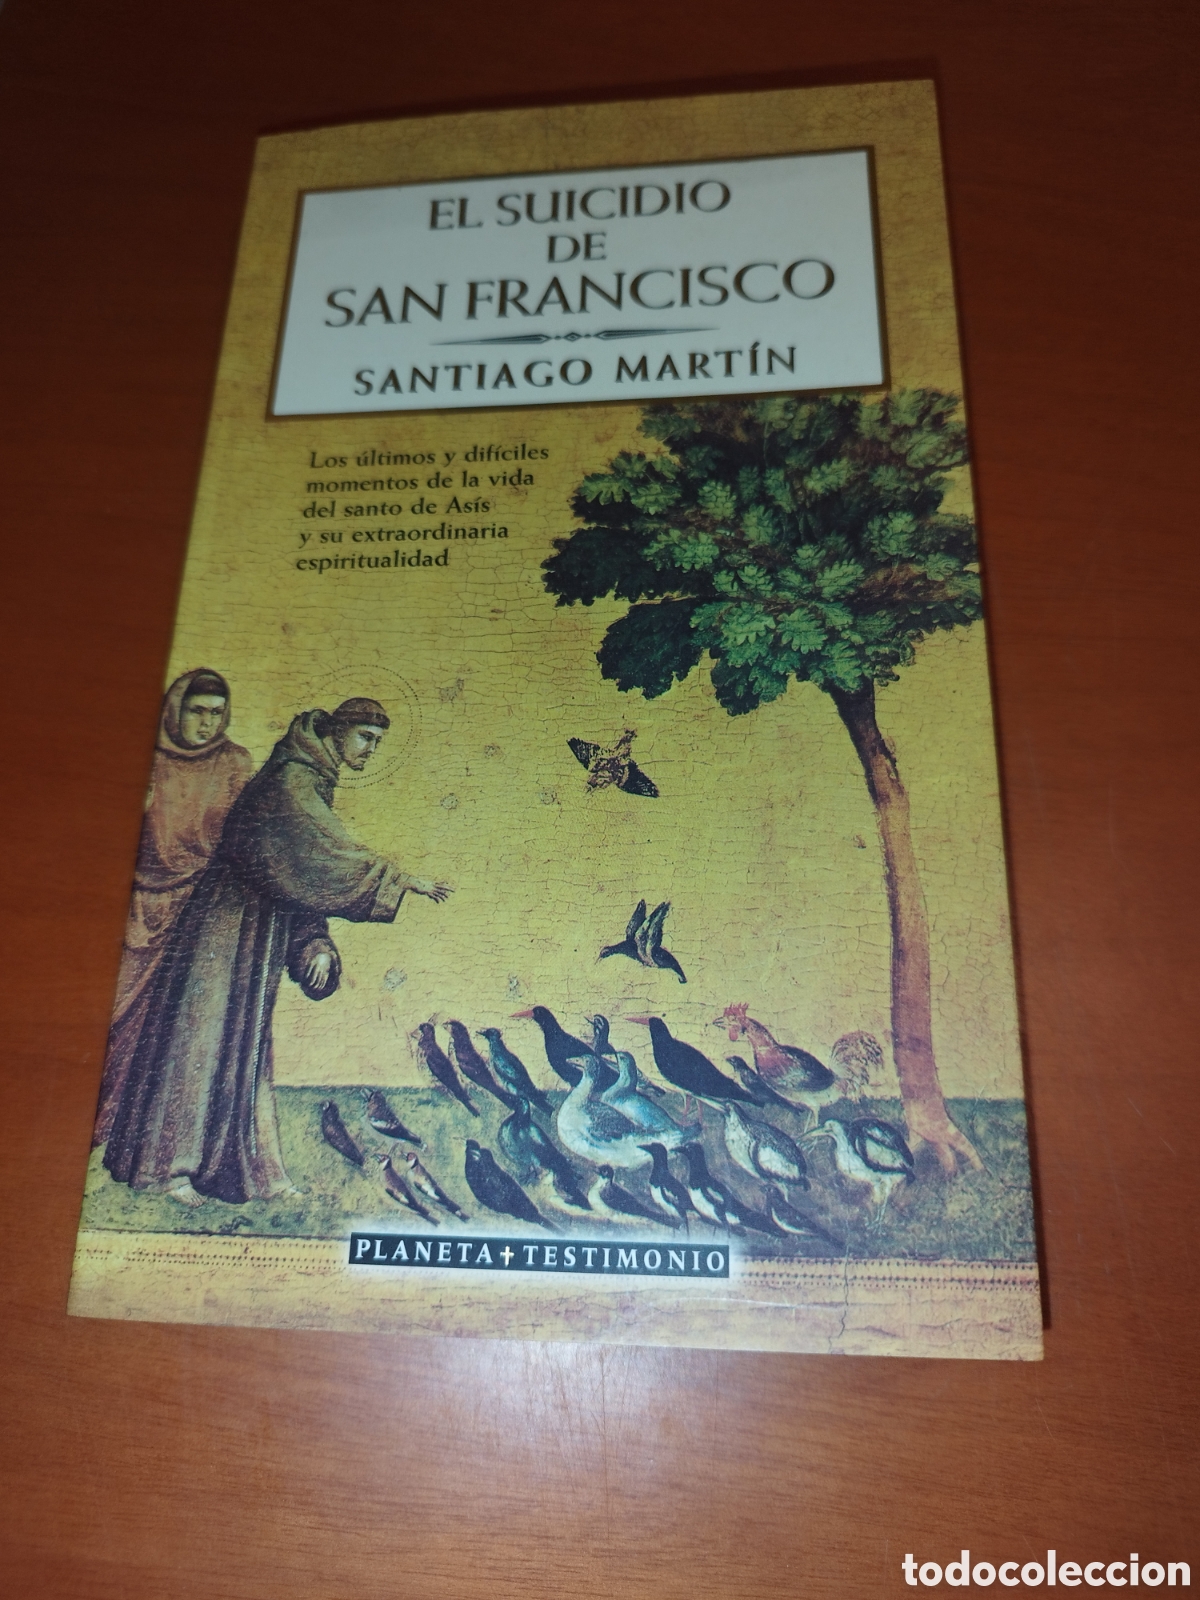 EL SUICIDIO
DE
SAN FRANCISCO
SANTIAGO MARTÍN
Los últimos y difíciles
momentos de la vida
del santo de Asís
y su extraordinaria
espiritualidad
PLANETA + TESTIMONIO
todocoleccion